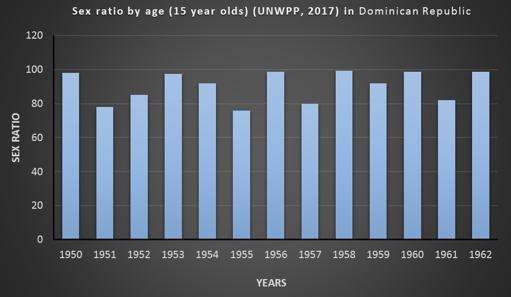 Sex ratio by age (15 year olds) (UNWPP, 2017) in Dominican Republic
120
100
80
60
40
20
0
SEX RATIO
1950 1951 1952 1953 1954 1955 1956 1957 1958 1959 1960 1961 1962
YEARS